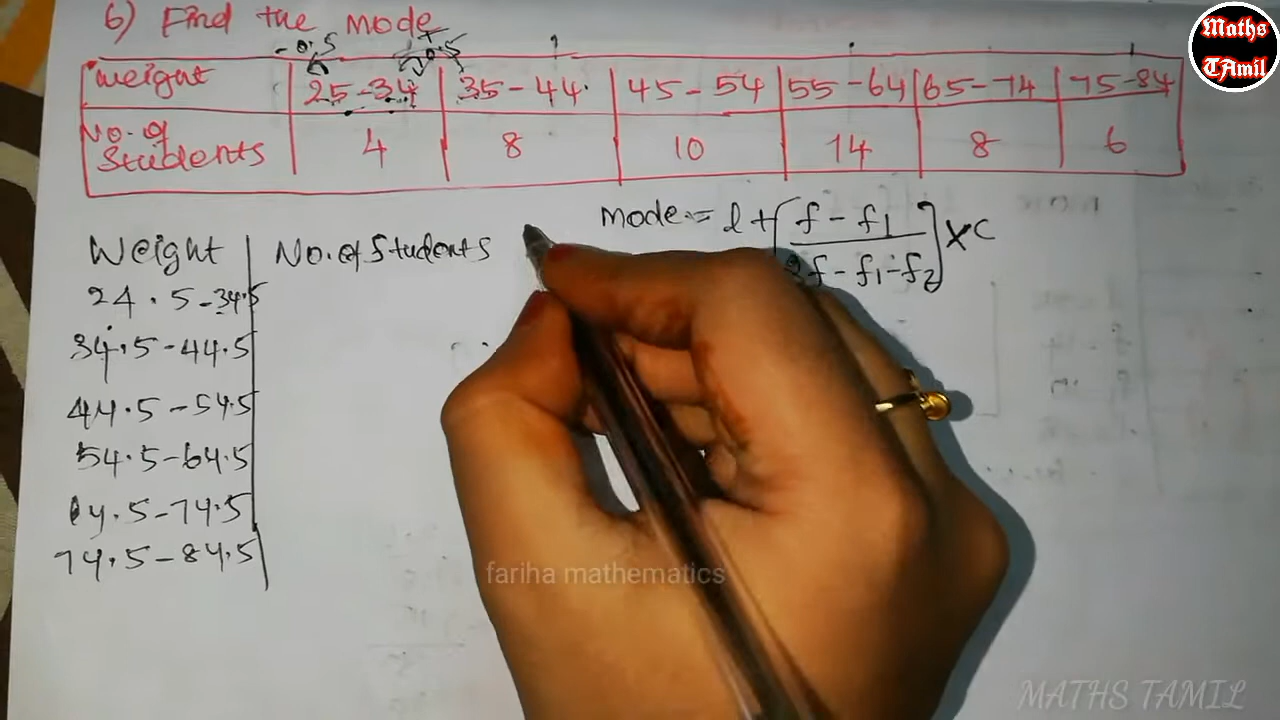 6) Find the mode
-0.5 + 0.5
Weight 25-34 35-44 45-54 55-64 65-74 75-84
No. of Students 4 8 10 14 8 6
Mode = l + [f - f1 / 2f - f1 - f2] × C
Weight No. of Students
24.5-34.5
34.5-44.5
44.5-54.5
54.5-64.5
64.5-74.5
74.5-84.5
fariha mathematics
MATHS TAMIL
Maths
TAmil